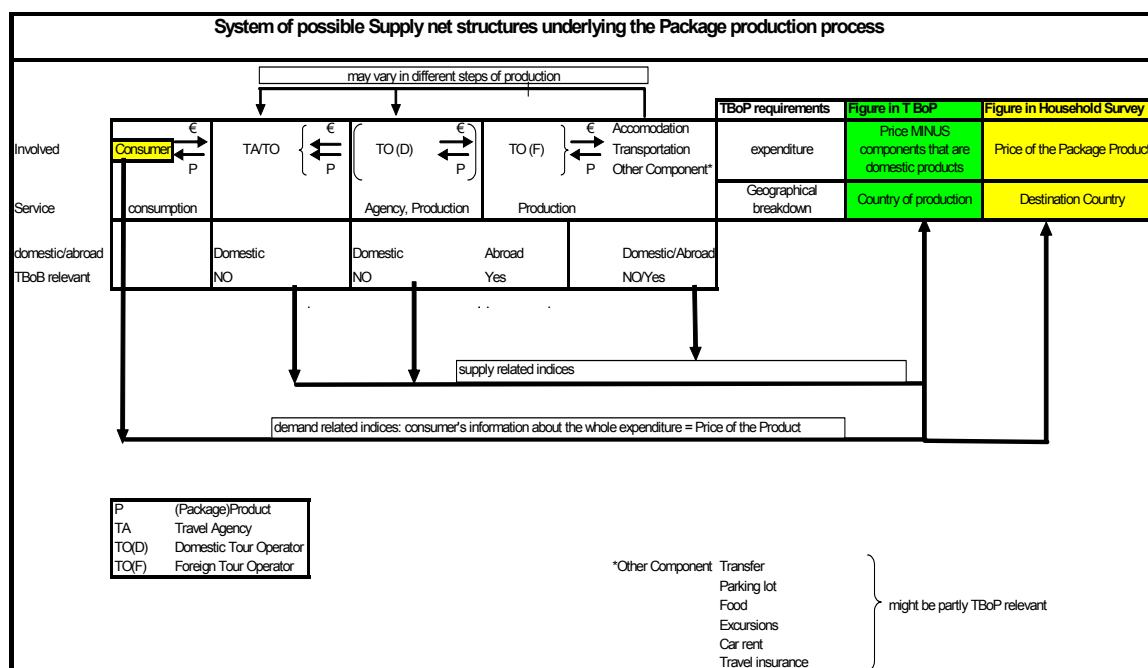 System of possible Supply net structures underlying the Package production process
may vary in different steps of production
TBoP requirements Figure in T BoP Figure in Household Survey
Involved Consumer € P TA/TO € P TO (D) € P TO (F) € P Accomodation
Transportation
Other Component*
expenditure
Price MINUS
components that are
domestic products
Price of the Package Product
Service consumption Agency, Production Production
Geographical
breakdown
Country of production Destination Country
domestic/abroad Domestic Domestic Abroad Domestic/Abroad
TBoB relevant NO NO Yes NO/Yes
supply related indices
demand related indices: consumer's information about the whole expenditure = Price of the Product
P (Package)Product
TA Travel Agency
TO(D) Domestic Tour Operator
TO(F) Foreign Tour Operator
*Other Component Transfer
Parking lot
Food
Excursions
Car rent
Travel insurance
might be partly TBoP relevant